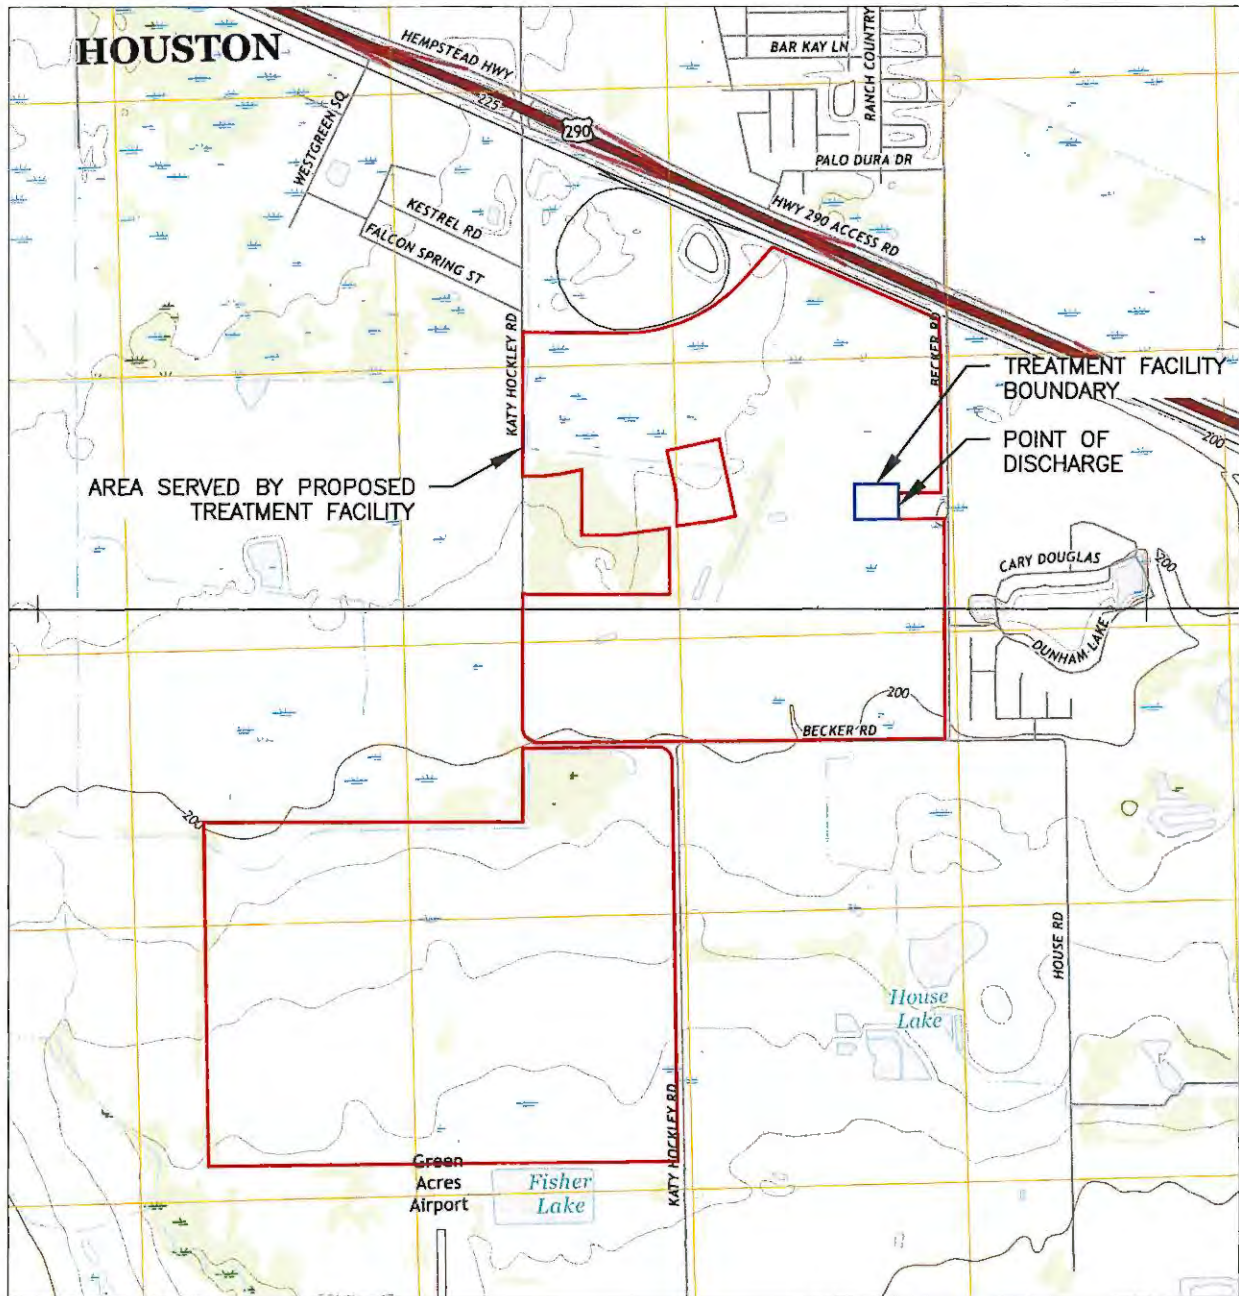 HOUSTON
HEMPSTEAD HWY
225
290
BAR KAY LN
RANCH COUNTRY
WESTGREEN SQ
PALO DURA DR
KESTREL RD
FALCON SPRING ST
HWY 290 ACCESS RD
KATY HOCKLEY RD
BECKER RD
TREATMENT FACILITY
BOUNDARY
POINT OF
DISCHARGE
200
AREA SERVED BY PROPOSED
TREATMENT FACILITY
CARY DOUGLAS
200
DUNHAM LAKE
200
BECKER RD
200
HOUSE RD
House
Lake
KATY HOCKLEY RD
Green
Acres
Airport
Fisher
Lake